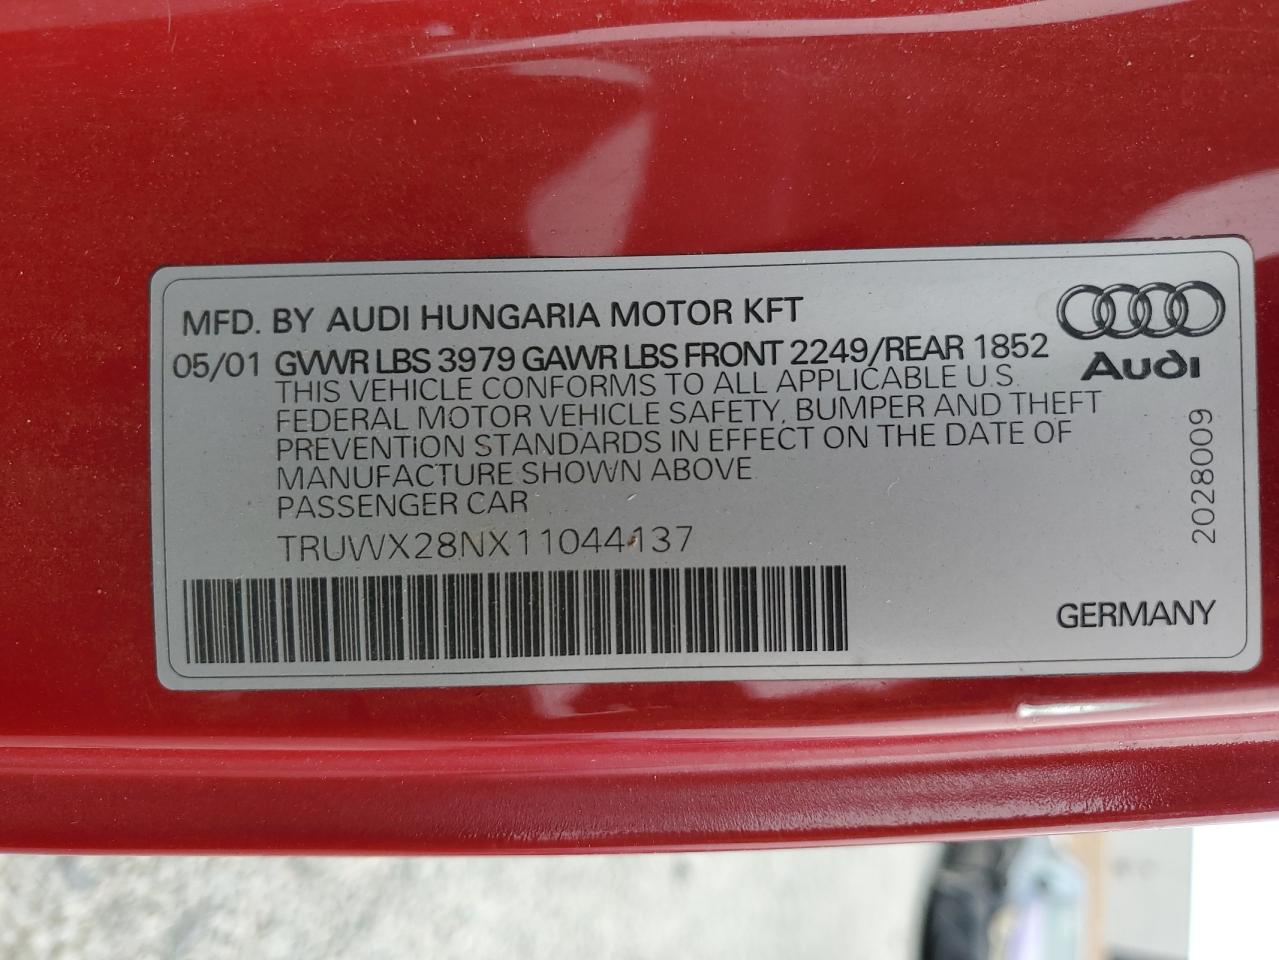 MFD. BY AUDI HUNGARIA MOTOR KFT
05/01 GVWR LBS 3979 GAWR LBS FRONT 2249/REAR 1852
Audi
THIS VEHICLE CONFORMS TO ALL APPLICABLE U.S.
FEDERAL MOTOR VEHICLE SAFETY, BUMPER AND THEFT
PREVENTION STANDARDS IN EFFECT ON THE DATE OF
MANUFACTURE SHOWN ABOVE
PASSENGER CAR
TRUWX28NX11044137
2028009
GERMANY